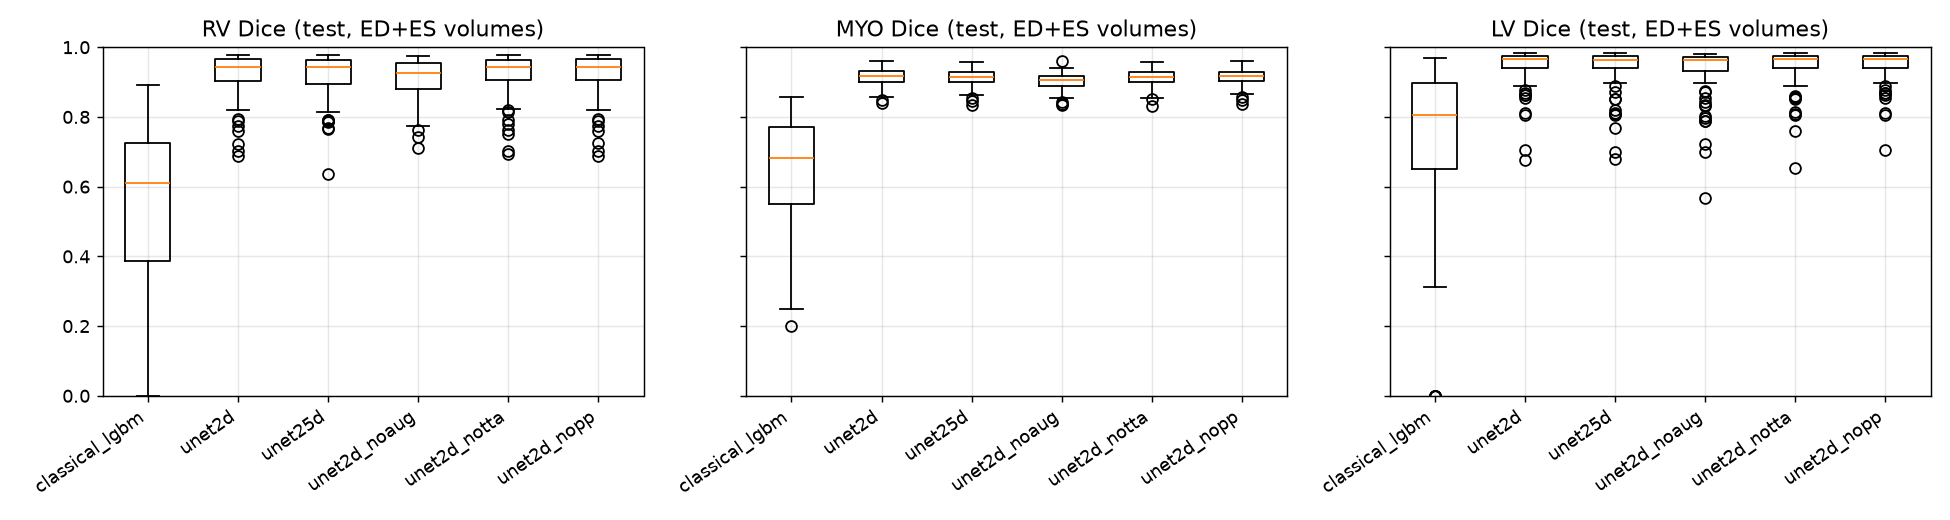 RV Dice (test, ED+ES volumes)
1.0
0.8
0.6
0.4
0.2
0.0
classical_lgbm
unet2d
unet25d
unet2d_noaug
unet2d_notta
unet2d_nopp
MYO Dice (test, ED+ES volumes)
classical_lgbm
unet2d
unet25d
unet2d_noaug
unet2d_notta
unet2d_nopp
LV Dice (test, ED+ES volumes)
classical_lgbm
unet2d
unet25d
unet2d_noaug
unet2d_notta
unet2d_nopp